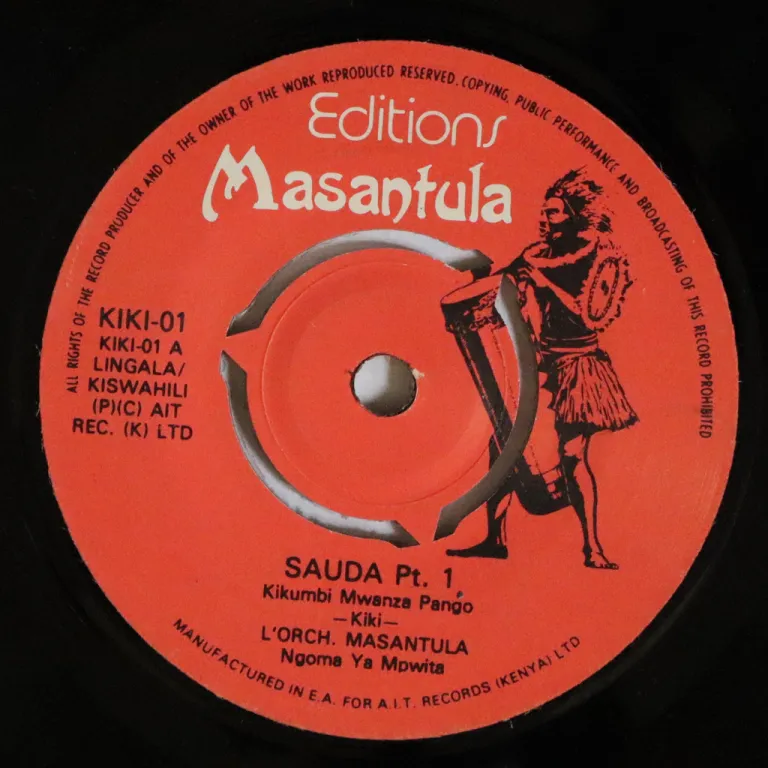 ALL RIGHTS OF THE RECORD PRODUCER AND OF THE OWNER OF THE WORK REPRODUCED RESERVED. COPYING, PUBLIC PERFORMANCE AND BROADCASTING OF THIS RECORD PROHIBITED
Editions
Masantula
KIKI-01
KIKI-01 A
LINGALA/
KISWAHILI
(P)(C) AIT
REC. (K) LTD
SAUDA Pt. 1
Kikumbi Mwanza Pango
—Kiki—
L'ORCH. MASANTULA
Ngoma Ya Mpwita
MANUFACTURED IN E.A. FOR A.I.T. RECORDS (KENYA) LTD